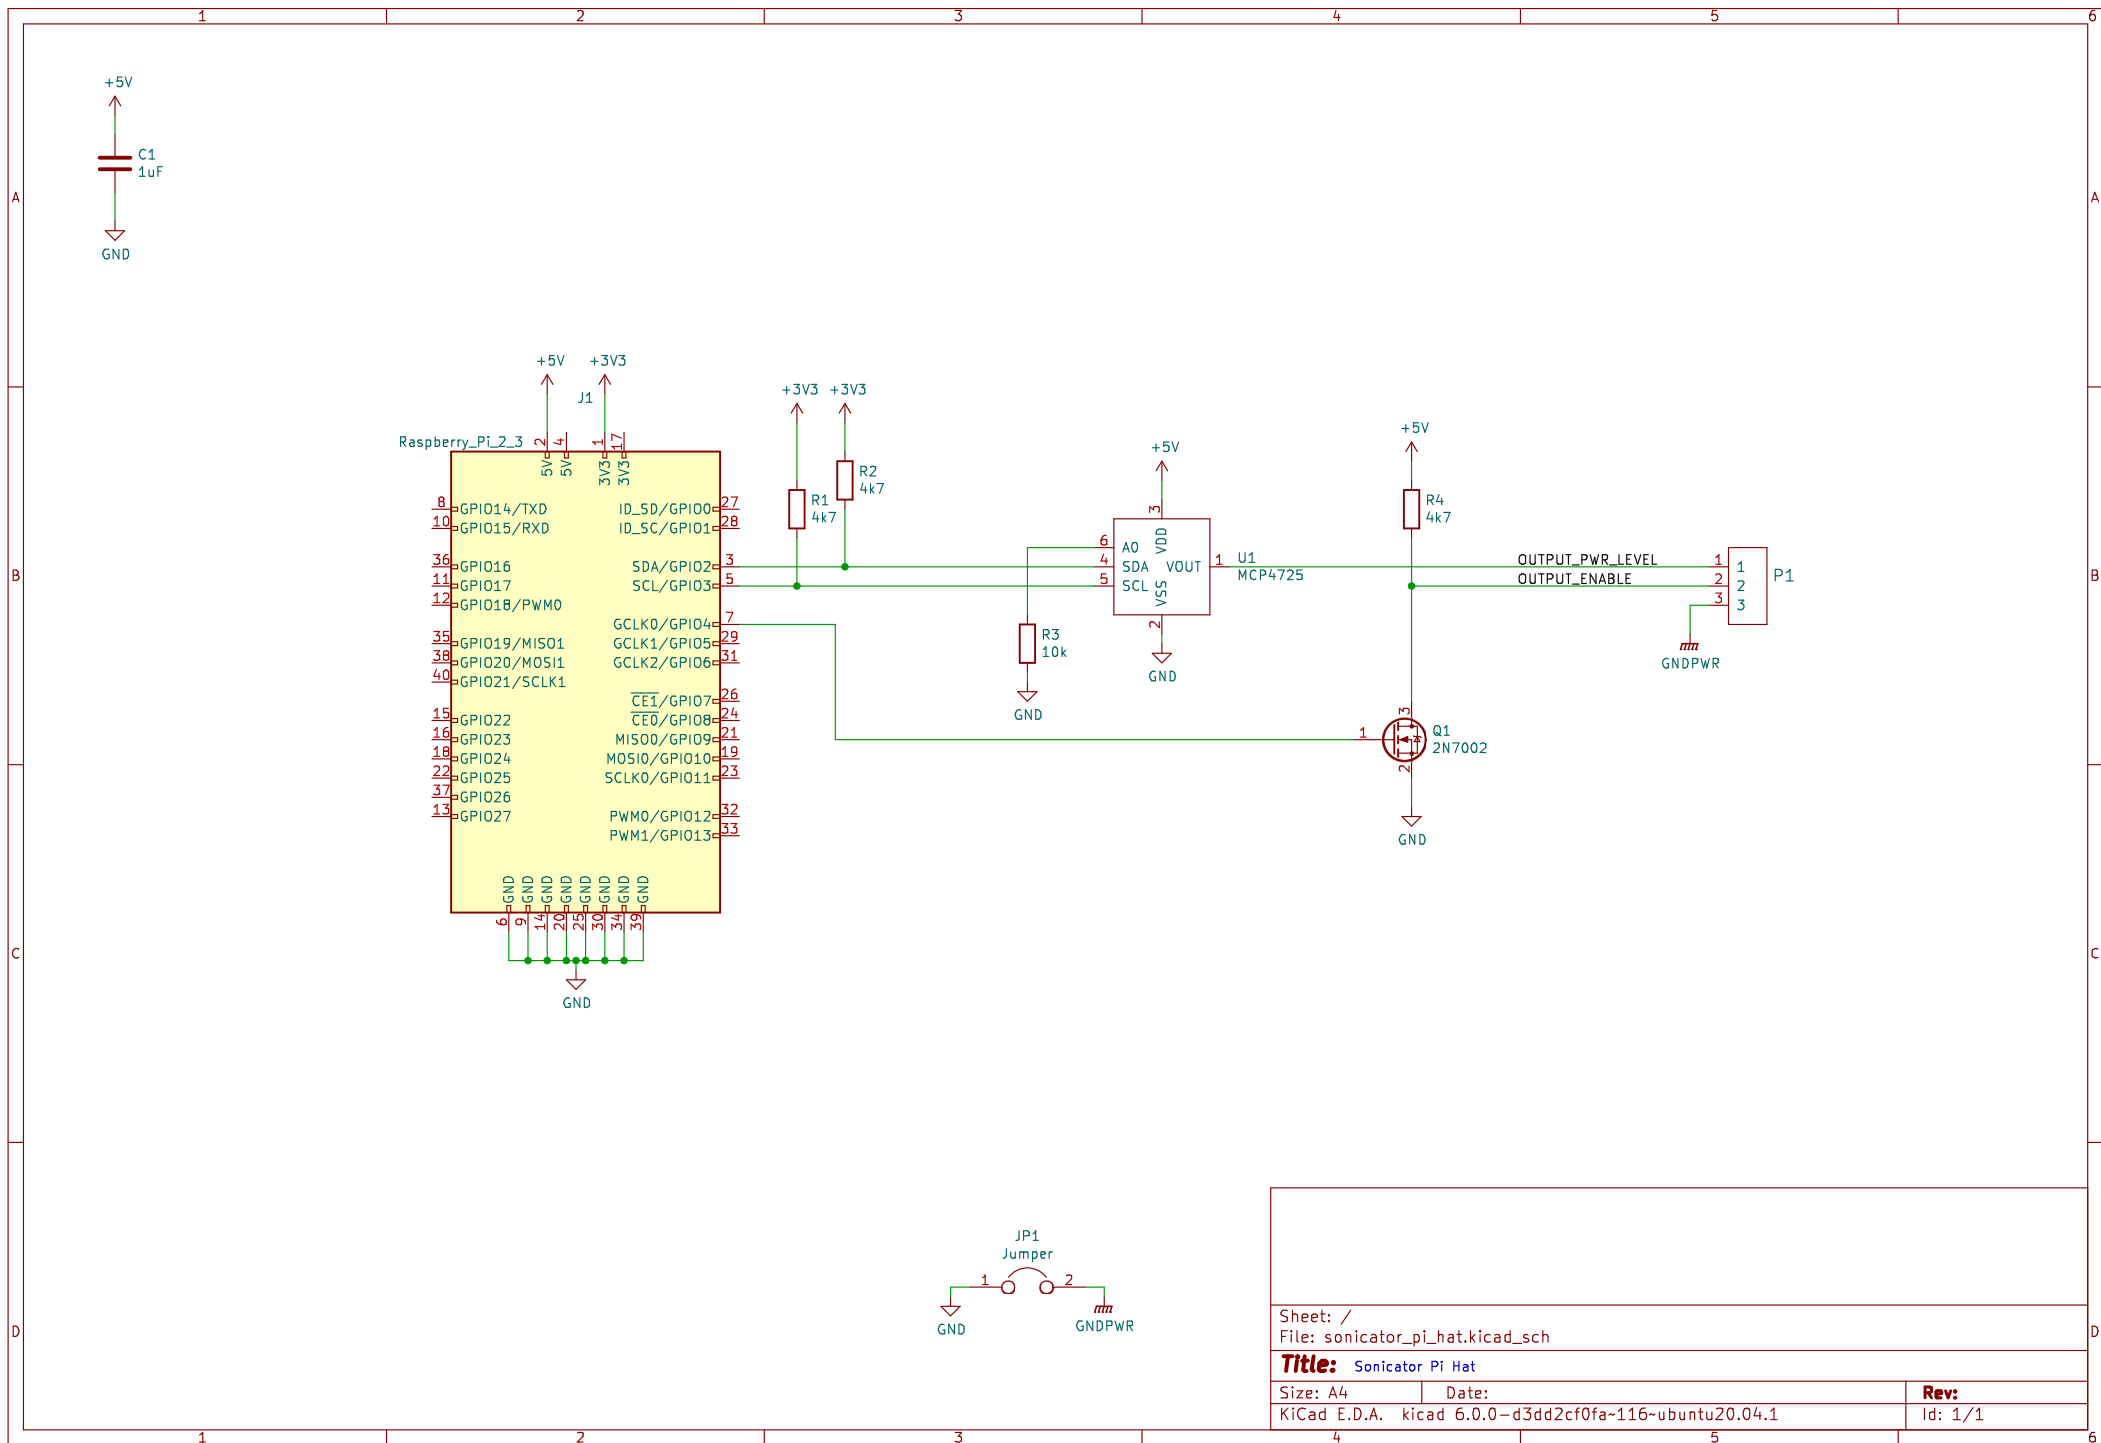 1 2 3 4 5 6
+5V
C1
1uF
A A
GND
+5V +3V3
J1
+3V3 +3V3
Raspberry_Pi_2_3
2 4 1 17
5V 5V 3V3 3V3
+5V
+5V
R2
4k7
R1
4k7
R4
4k7
8 GPIO14/TXD ID_SD/GPIO0 27
10 GPIO15/RXD ID_SC/GPIO1 28
3
VDD
6 A0
36 GPIO16 SDA/GPIO2 3
4 SDA VOUT 1
U1
MCP4725
OUTPUT_PWR_LEVEL 1 1
B 11 GPIO17 SCL/GPIO3 5
5 SCL
VSS
OUTPUT_ENABLE 2 2
P1
B
12 GPIO18/PWM0
3 3
GCLK0/GPIO4 7
2
35 GPIO19/MISO1 GCLK1/GPIO5 29
R3
10k
38 GPIO20/MOSI1 GCLK2/GPIO6 31
GNDPWR
40 GPIO21/SCLK1
GND
CE1/GPIO7 26
GND
15 GPIO22 CE0/GPIO8 24
16 GPIO23 MISO0/GPIO9 21
1 3 2
Q1
2N7002
18 GPIO24 MOSI0/GPIO10 19
22 GPIO25 SCLK0/GPIO11 23
37 GPIO26
13 GPIO27 PWM0/GPIO12 32
PWM1/GPIO13 33
GND
GND GND GND GND GND GND GND GND
6 9 14 20 25 30 34 39
C C
GND
JP1
Jumper
1 2
GND
GNDPWR
D D
Sheet: /
File: sonicator_pi_hat.kicad_sch
Title: Sonicator Pi Hat
Size: A4 Date: Rev:
KiCad E.D.A. kicad 6.0.0-d3dd2cf0fa~116~ubuntu20.04.1 Id: 1/1
1 2 3 4 5 6